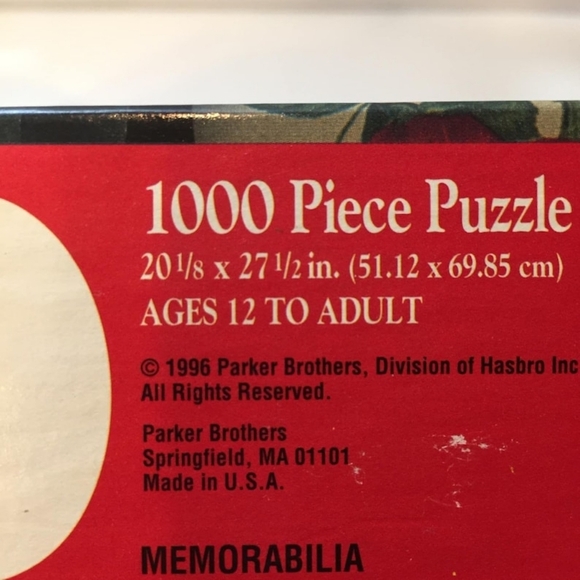 1000 Piece Puzzle
20 1/8 x 27 1/2 in. (51.12 x 69.85 cm)
AGES 12 TO ADULT
© 1996 Parker Brothers, Division of Hasbro Inc
All Rights Reserved.
Parker Brothers
Springfield, MA 01101
Made in U.S.A.
MEMORABILIA